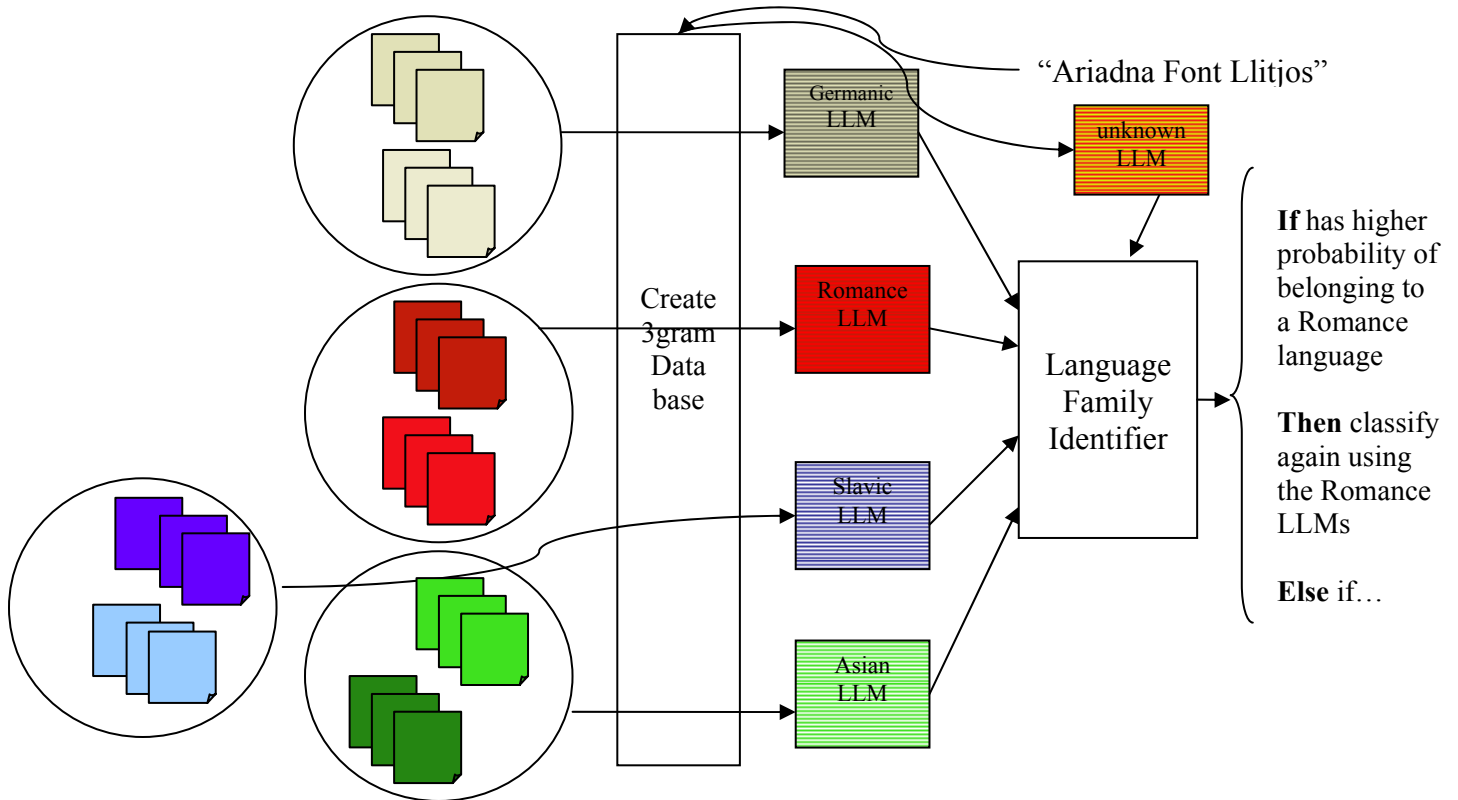 “Ariadna Font Llitjos”
Germanic
LLM
unknown
LLM
Romance
LLM
Create
3gram
Data
base
Slavic
LLM
Asian
LLM
Language
Family
Identifier
If has higher
probability of
belonging to
a Romance
language
Then classify
again using
the Romance
LLMs
Else if…